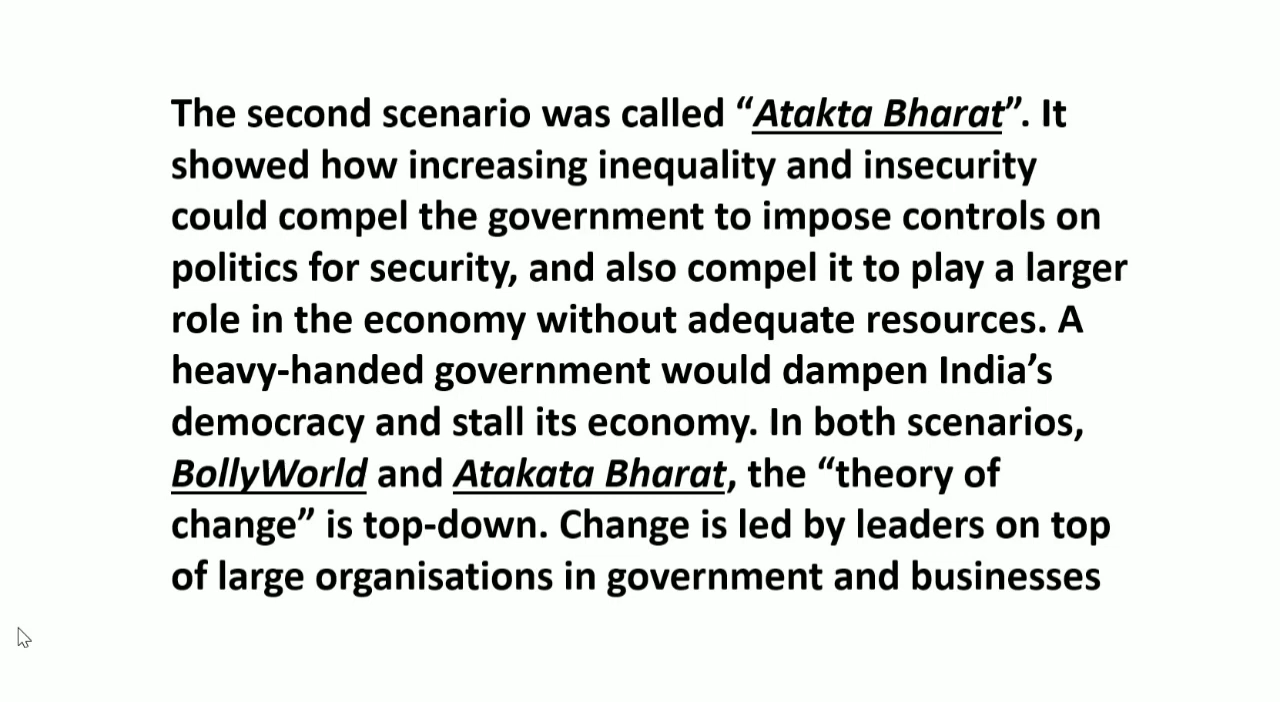 The second scenario was called “Atakta Bharat”. It
showed how increasing inequality and insecurity
could compel the government to impose controls on
politics for security, and also compel it to play a larger
role in the economy without adequate resources. A
heavy-handed government would dampen India’s
democracy and stall its economy. In both scenarios,
BollyWorld and Atakata Bharat, the “theory of
change” is top-down. Change is led by leaders on top
of large organisations in government and businesses